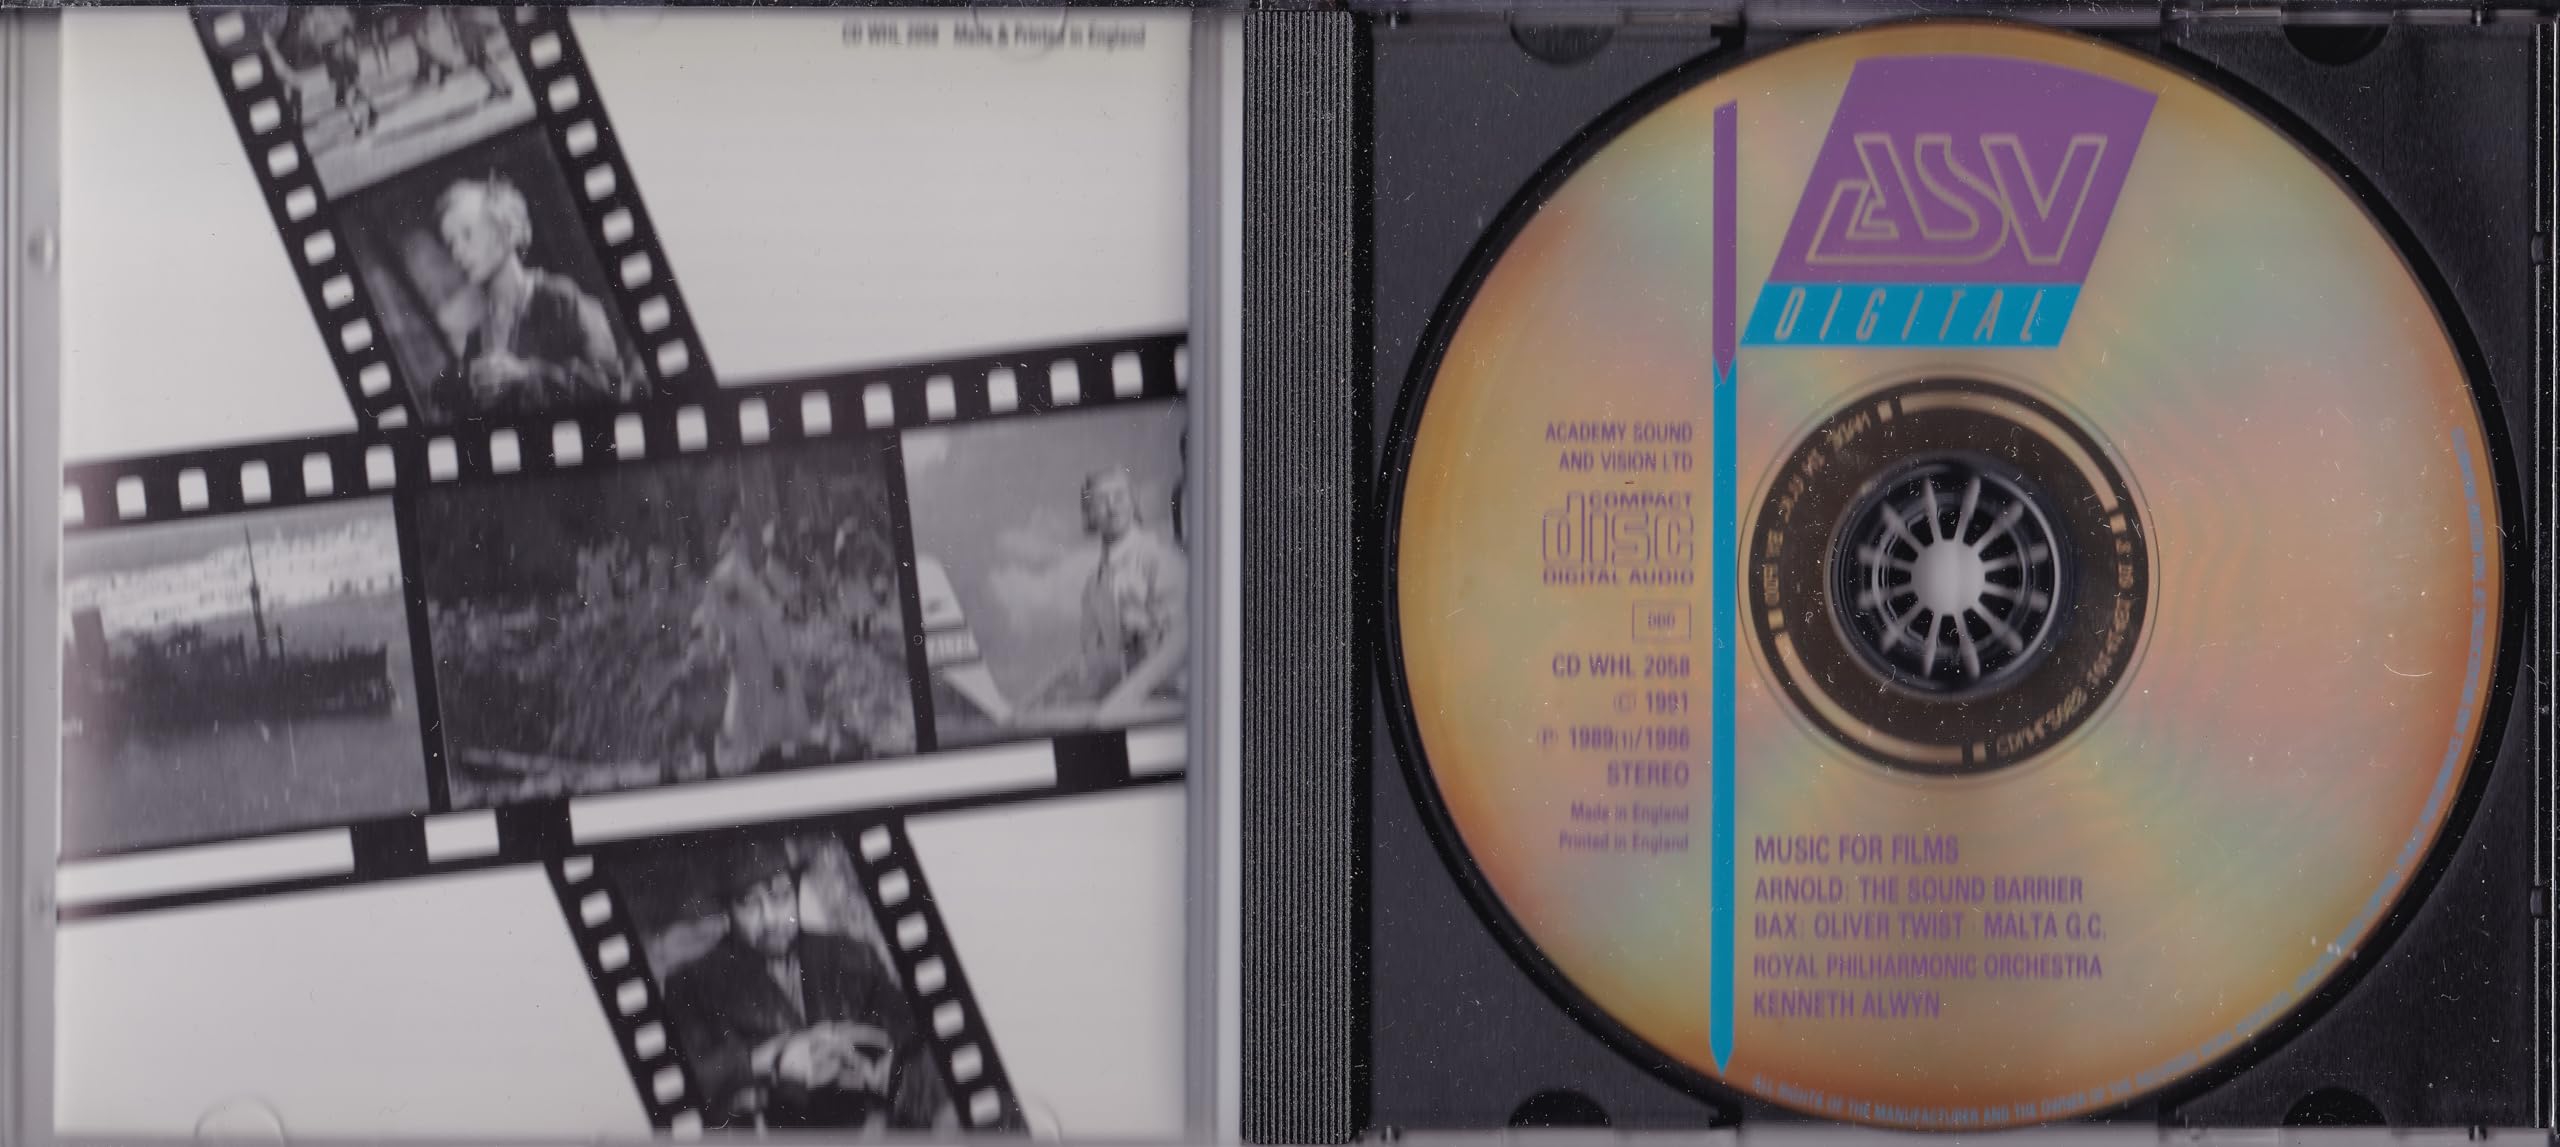 CD WHL 2058 Made & Printed in England
ASV
DIGITAL
ACADEMY SOUND
AND VISION LTD
COMPACT
disc
DIGITAL AUDIO
DDD
CD WHL 2058
© 1991
℗ 1989(1)/1986
STEREO
Made in England
Printed in England
MUSIC FOR FILMS
ARNOLD: THE SOUND BARRIER
BAX: OLIVER TWIST · MALTA G.C.
ROYAL PHILHARMONIC ORCHESTRA
KENNETH ALWYN
ALL RIGHTS OF THE MANUFACTURER AND THE OWNER OF THE